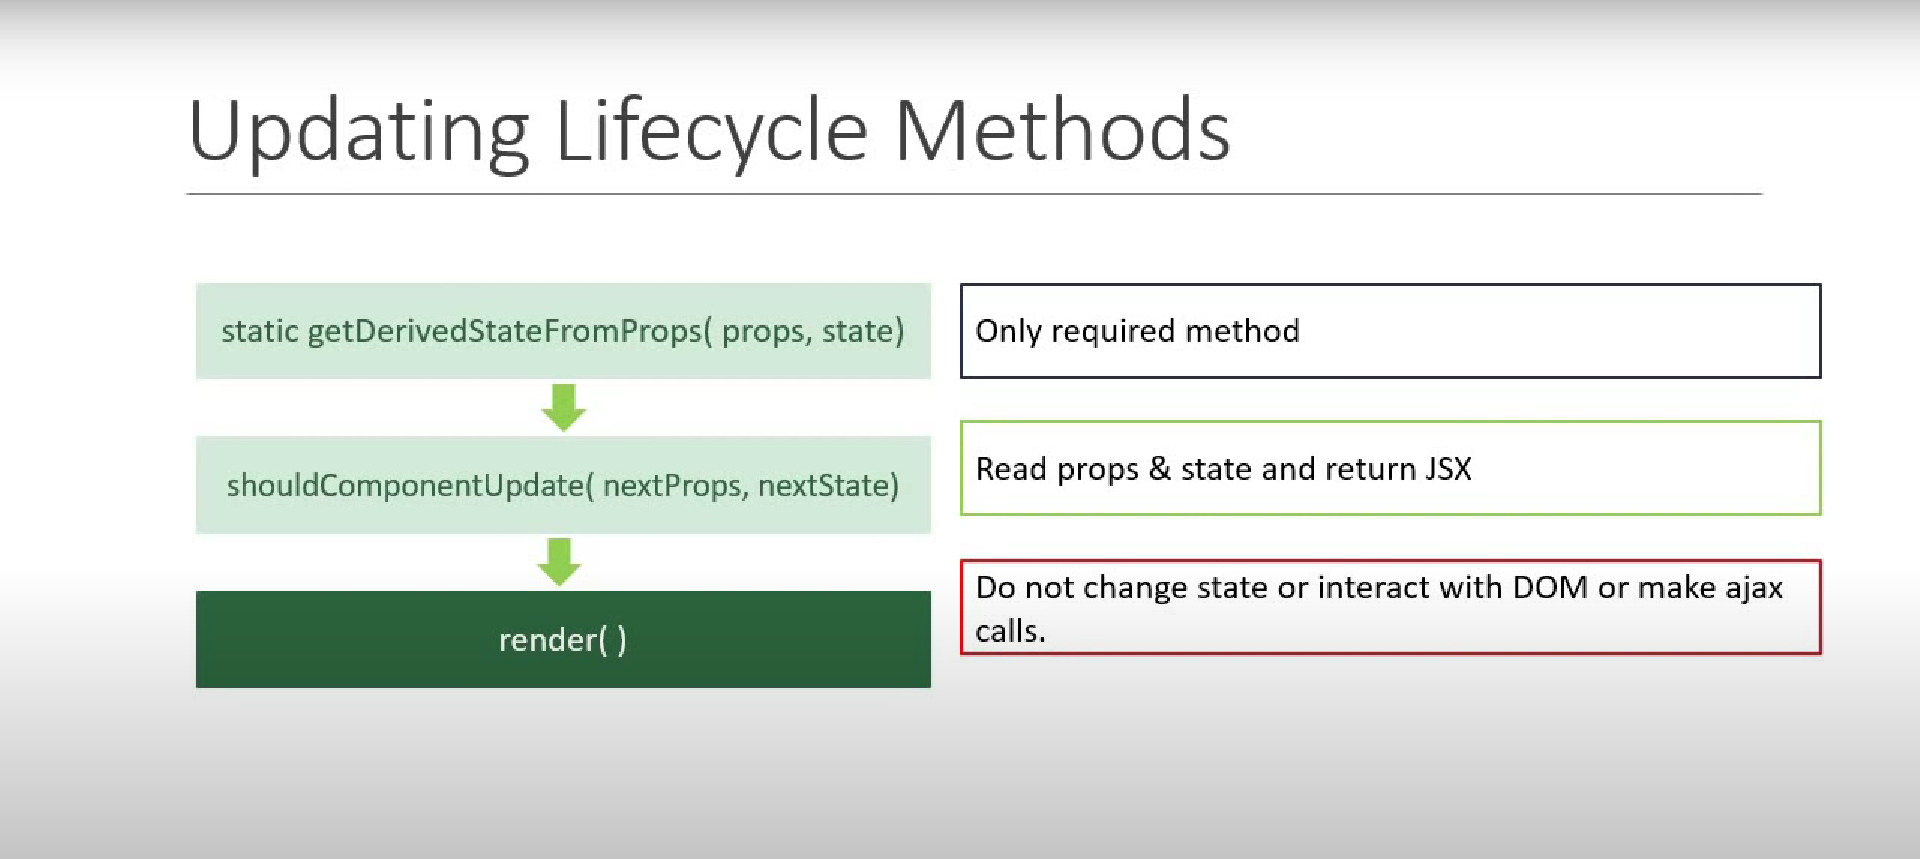 Updating Lifecycle Methods
static getDerivedStateFromProps( props, state)
shouldComponentUpdate( nextProps, nextState)
render( )
Only required method
Read props & state and return JSX
Do not change state or interact with DOM or make ajax
calls.